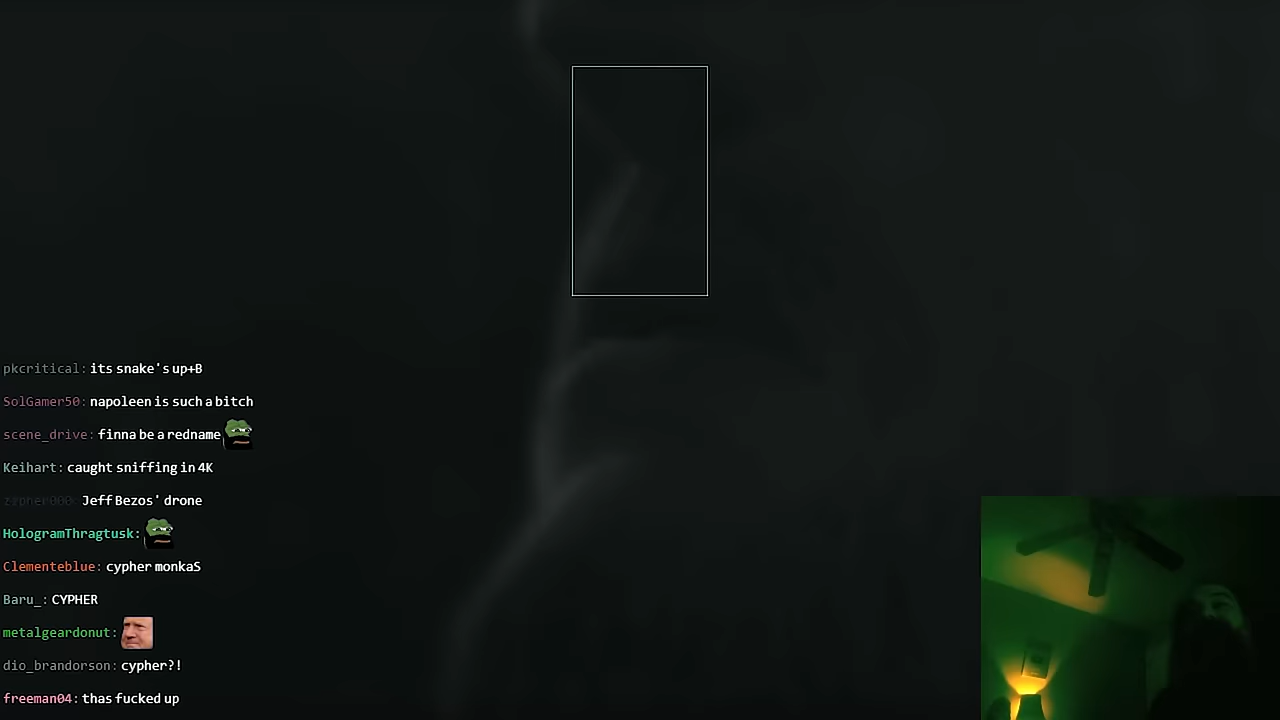 pkcritical: its snake's up+B
SolGamer50: napoleen is such a bitch
scene_drive: finna be a redname
Keihart: caught sniffing in 4K
zypher000: Jeff Bezos' drone
HologramThragtusk:
Clementeblue: cypher monkaS
Baru_: CYPHER
metalgeardonut:
dio_brandorson: cypher?!
freeman04: thas fucked up